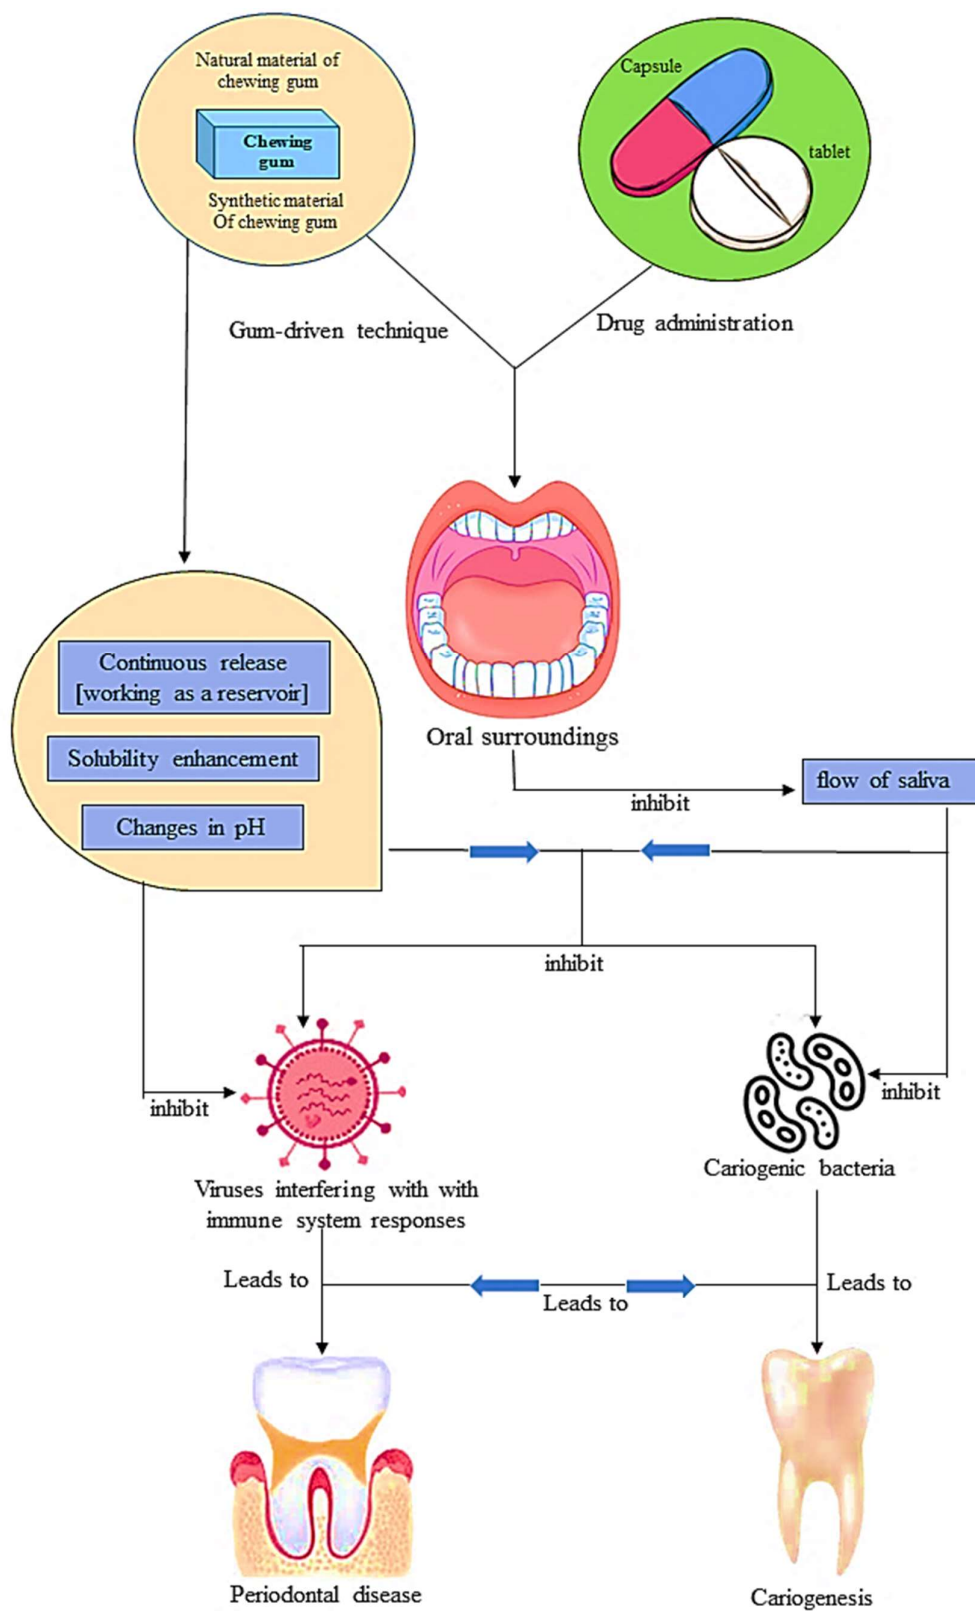 Natural material of
chewing gum
Chewing
gum
Synthetic material
Of chewing gum
Capsule
tablet
Gum-driven technique
Drug administration
Continuous release
[working as a reservoir]
Solubility enhancement
Changes in pH
Oral surroundings
inhibit
flow of saliva
inhibit
inhibit
inhibit
Viruses interfering with with
immune system responses
Cariogenic bacteria
Leads to
Leads to
Leads to
Periodontal disease
Cariogenesis